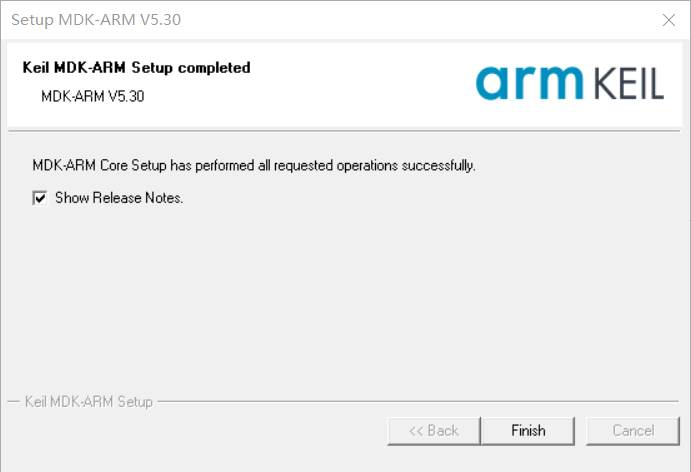 Setup MDK-ARM V5.30
Keil MDK-ARM Setup completed
MDK-ARM V5.30
arm KEIL
MDK-ARM Core Setup has performed all requested operations successfully.
Show Release Notes.
Keil MDK-ARM Setup
<< Back
Finish
Cancel